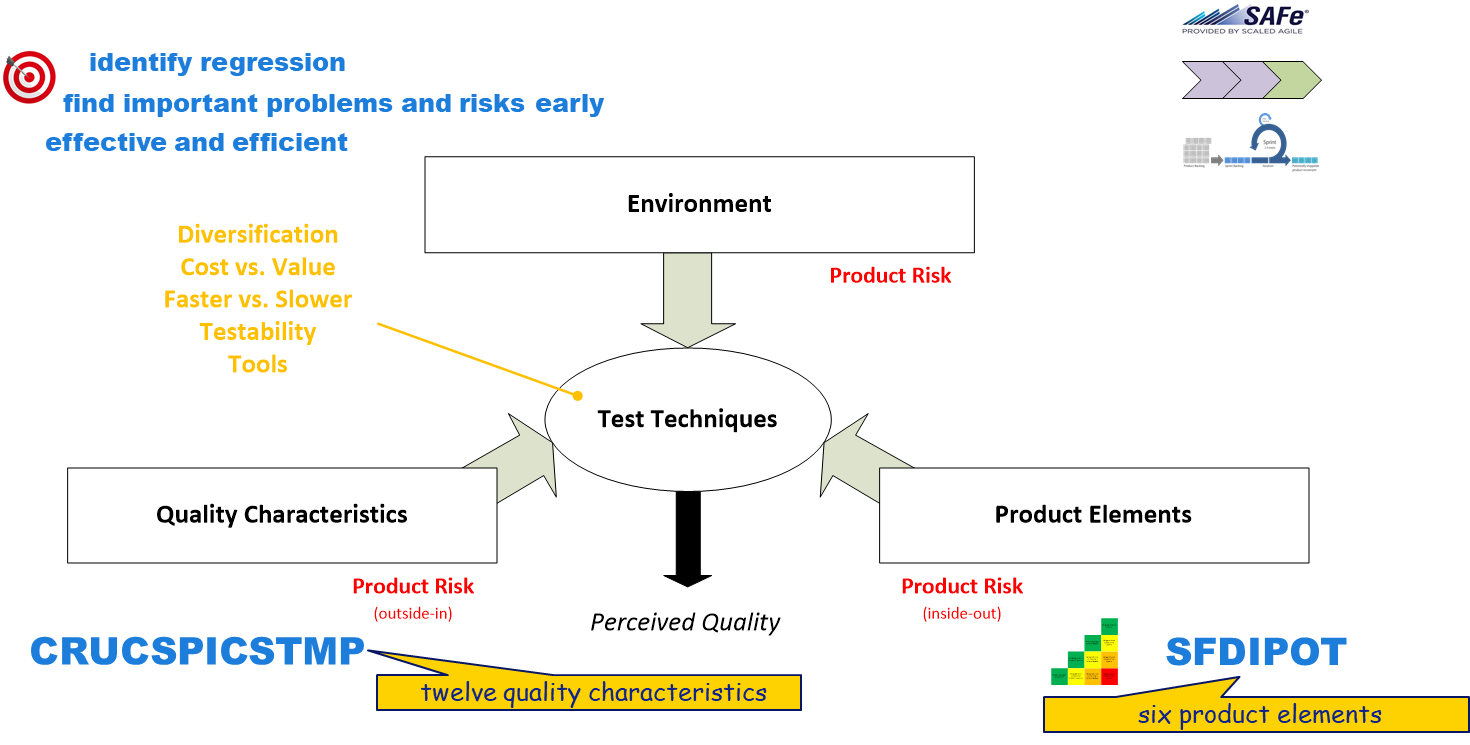 SAFe®
PROVIDED BY SCALED AGILE
identify regression
find important problems and risks early
effective and efficient
Sprint
Environment
Product Risk
Diversification
Cost vs. Value
Faster vs. Slower
Testability
Tools
Test Techniques
Quality Characteristics
Product Elements
Product Risk
(outside-in)
Product Risk
(inside-out)
Perceived Quality
CRUCSPICSTMP
SFDIPOT
twelve quality characteristics
six product elements